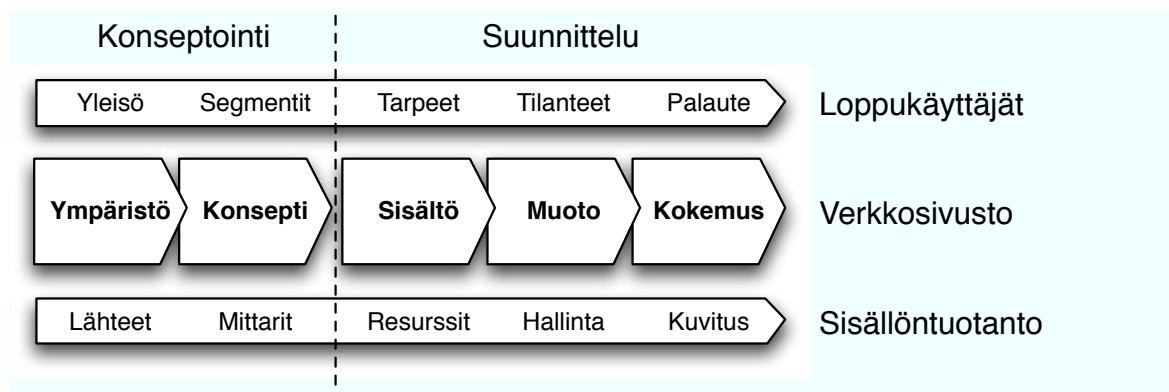 Konseptointi Suunnittelu
Yleisö Segmentit Tarpeet Tilanteet Palaute Loppukäyttäjät
Ympäristö Konsepti Sisältö Muoto Kokemus Verkkosivusto
Lähteet Mittarit Resurssit Hallinta Kuvitus Sisällöntuotanto